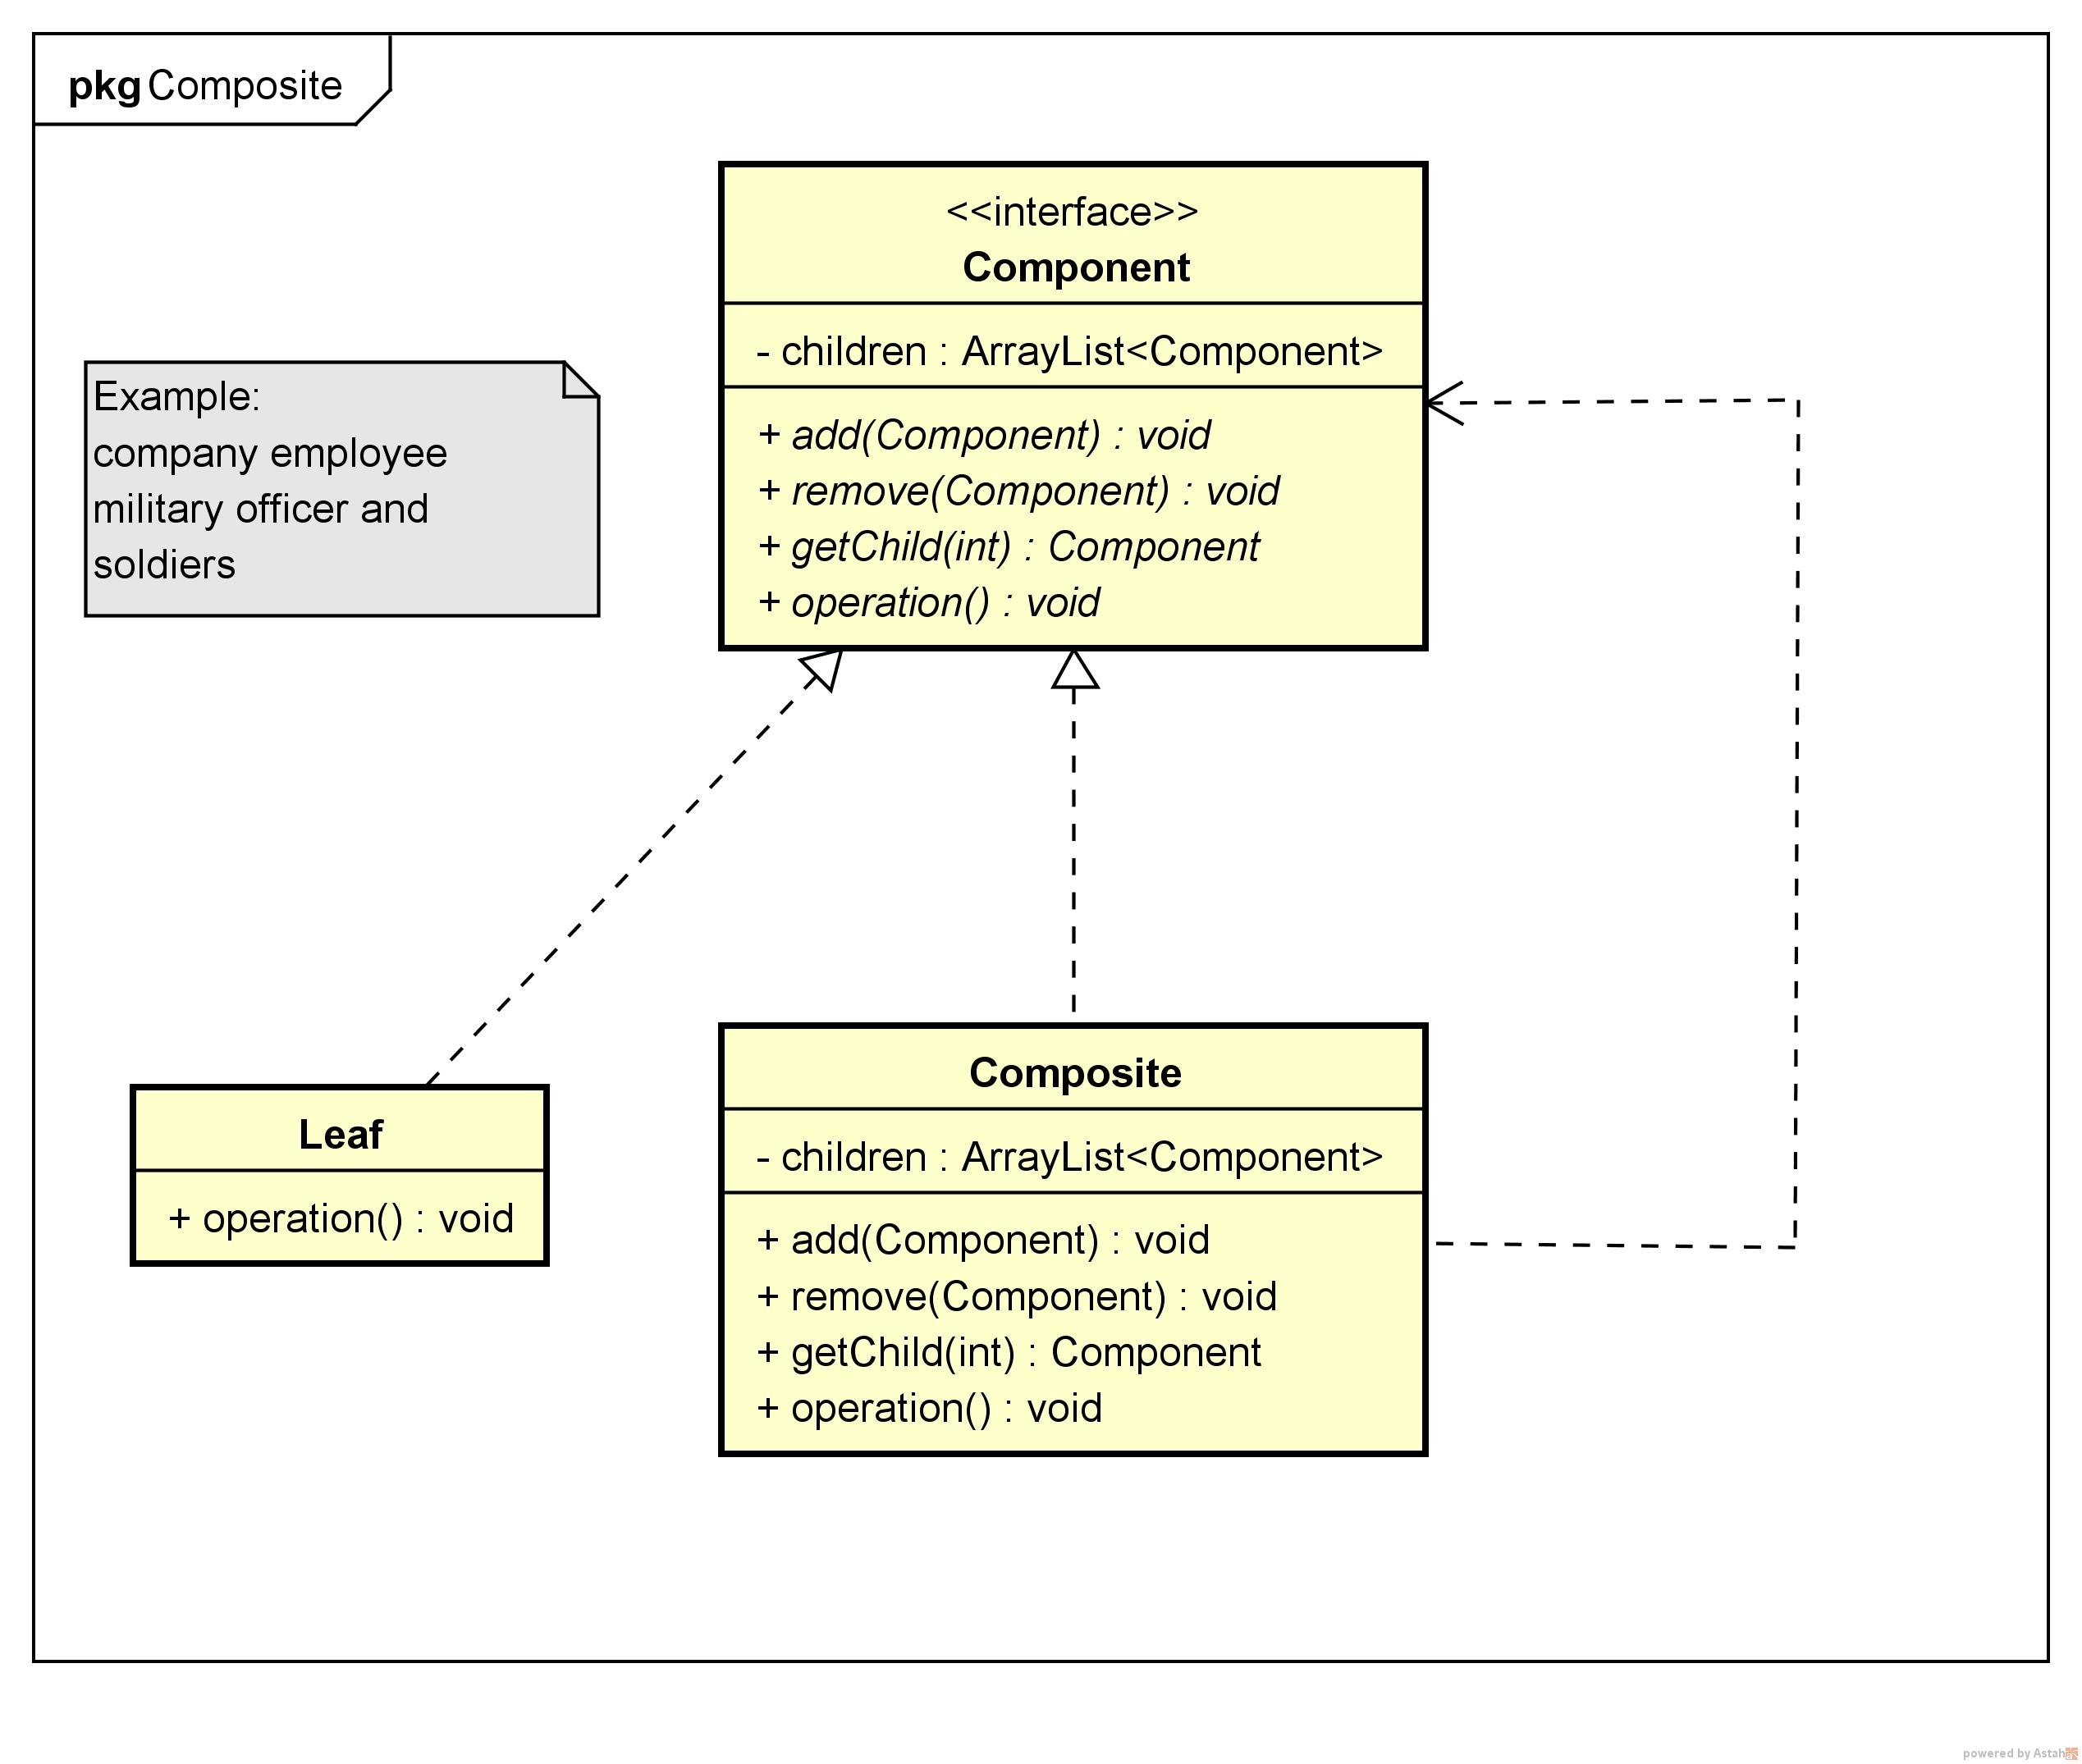 pkg Composite
<<interface>>
Component
- children : ArrayList<Component>
+ add(Component) : void
+ remove(Component) : void
+ getChild(int) : Component
+ operation() : void
Example:
company employee
military officer and
soldiers
Leaf
+ operation() : void
Composite
- children : ArrayList<Component>
+ add(Component) : void
+ remove(Component) : void
+ getChild(int) : Component
+ operation() : void
powered by Astah